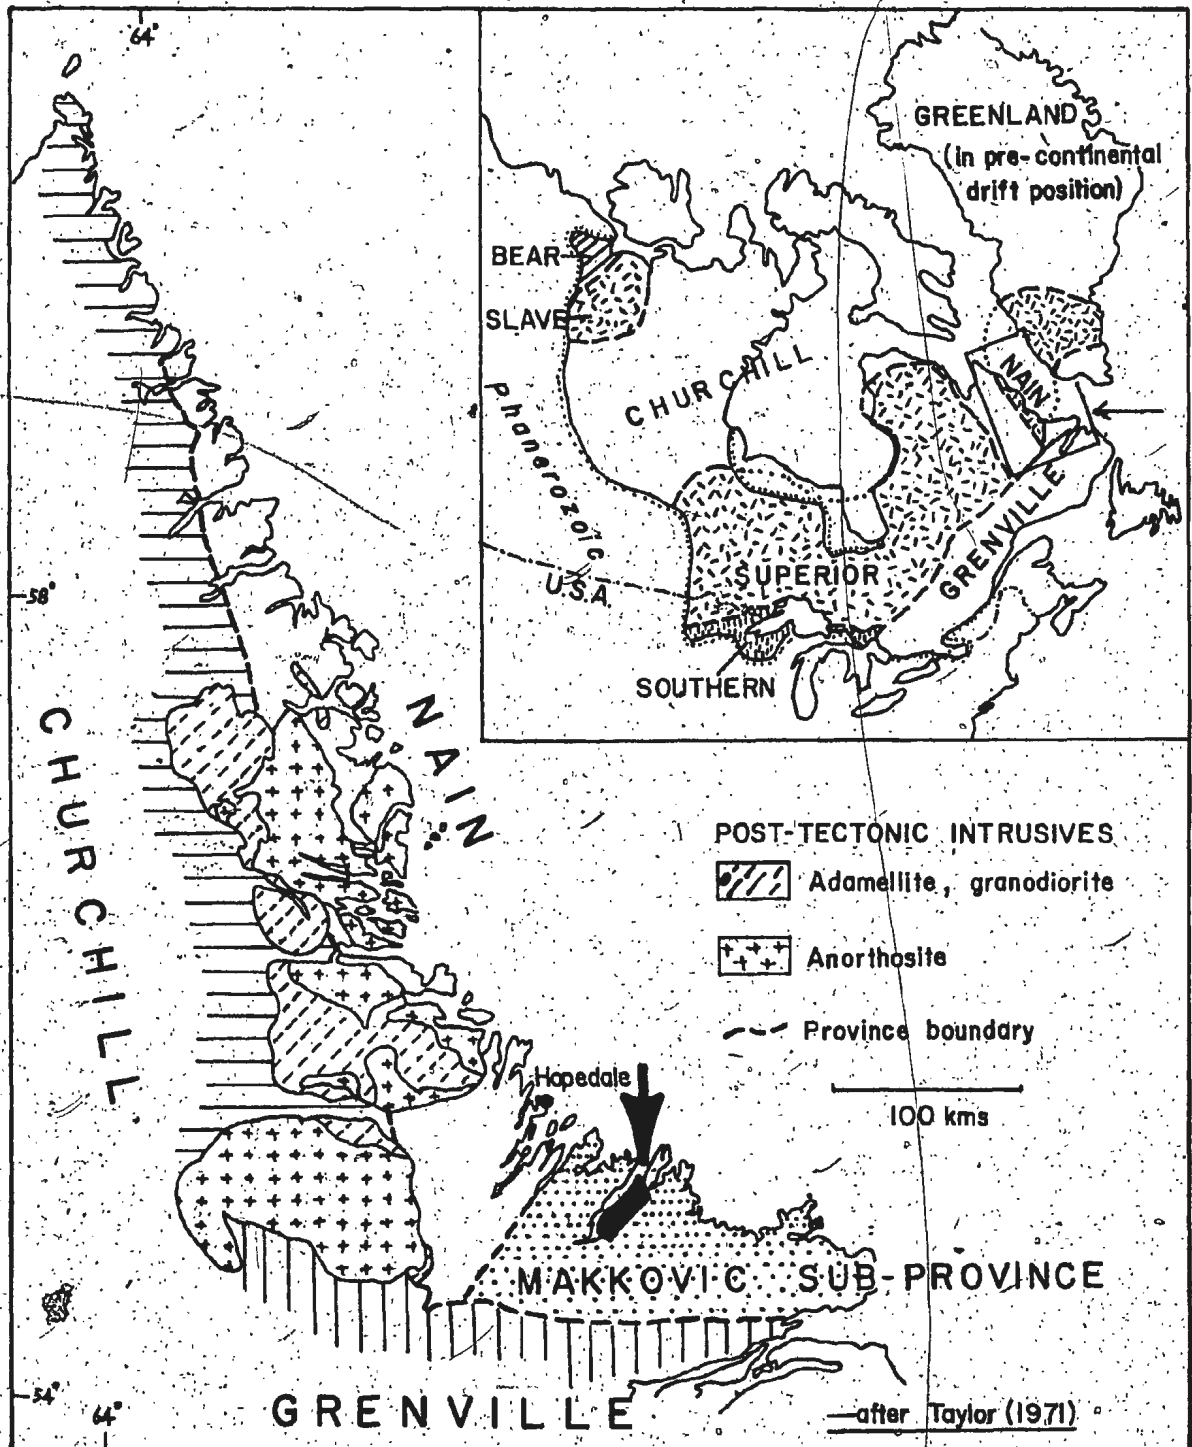 64°
GREENLAND
(in pre-continental
drift position)
BEAR
SLAVE
CHURCHILL
NAIN
Phanerozoic
GRENVILLE
SUPERIOR
U.S.A.
SOUTHERN
58°
CHURCHILL
NAIN
POST-TECTONIC INTRUSIVES
Adamellite, granodiorite
Anorthosite
Province boundary
100 kms
Hopedale
MAKKOVIC SUB-PROVINCE
54°
64°
GRENVILLE
—after Taylor (1971)